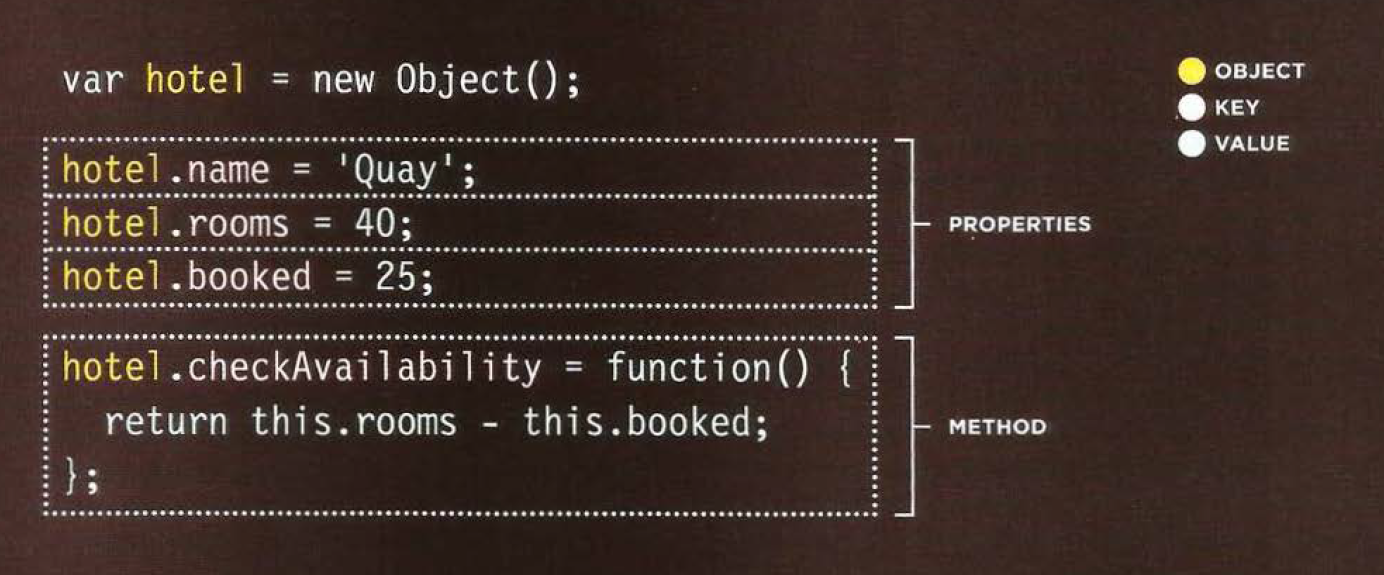 var hotel = new Object();
OBJECT
KEY
VALUE
hotel.name = 'Quay';
hotel.rooms = 40;
hotel.booked = 25;
PROPERTIES
hotel.checkAvailability = function() {
return this.rooms - this.booked;
};
METHOD